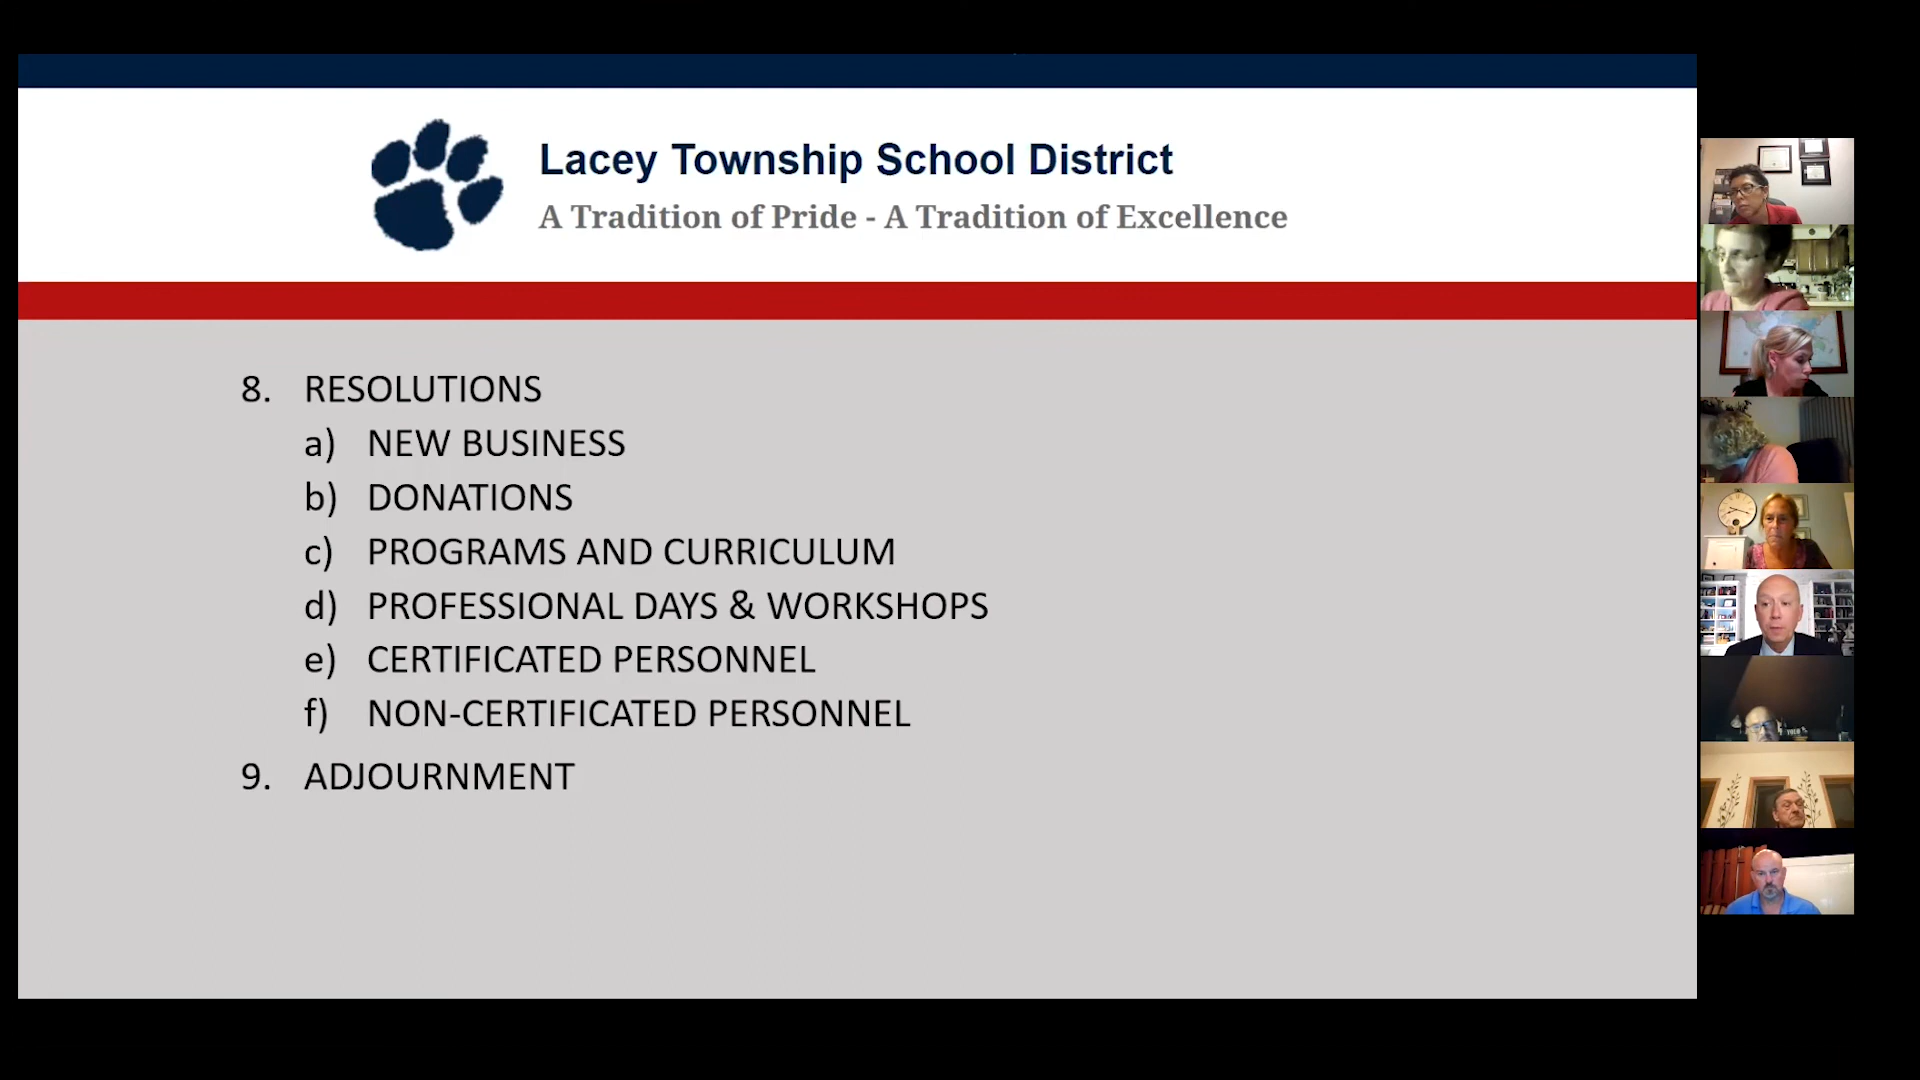 Lacey Township School District
A Tradition of Pride - A Tradition of Excellence
8. RESOLUTIONS
a) NEW BUSINESS
b) DONATIONS
c) PROGRAMS AND CURRICULUM
d) PROFESSIONAL DAYS & WORKSHOPS
e) CERTIFICATED PERSONNEL
f) NON-CERTIFICATED PERSONNEL
9. ADJOURNMENT